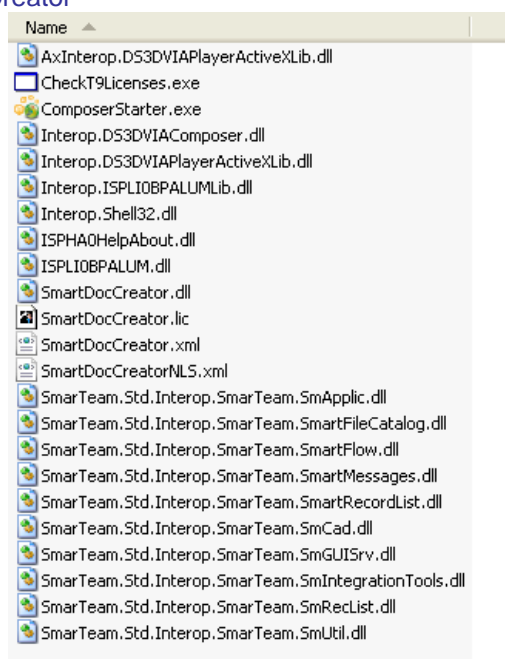 Creator
Name
AxInterop.DS3DVIAPlayerActiveXLib.dll
CheckT9Licenses.exe
ComposerStarter.exe
Interop.DS3DVIAComposer.dll
Interop.DS3DVIAPlayerActiveXLib.dll
Interop.ISPLI0BPALUMLib.dll
Interop.Shell32.dll
ISPHA0HelpAbout.dll
ISPLI0BPALUM.dll
SmartDocCreator.dll
SmartDocCreator.lic
SmartDocCreator.xml
SmartDocCreatorNLS.xml
SmarTeam.Std.Interop.SmarTeam.SmApplic.dll
SmarTeam.Std.Interop.SmarTeam.SmartFileCatalog.dll
SmarTeam.Std.Interop.SmarTeam.SmartFlow.dll
SmarTeam.Std.Interop.SmarTeam.SmartMessages.dll
SmarTeam.Std.Interop.SmarTeam.SmartRecordList.dll
SmarTeam.Std.Interop.SmarTeam.SmCad.dll
SmarTeam.Std.Interop.SmarTeam.SmGUISrv.dll
SmarTeam.Std.Interop.SmarTeam.SmIntegrationTools.dll
SmarTeam.Std.Interop.SmarTeam.SmRecList.dll
SmarTeam.Std.Interop.SmarTeam.SmUtil.dll